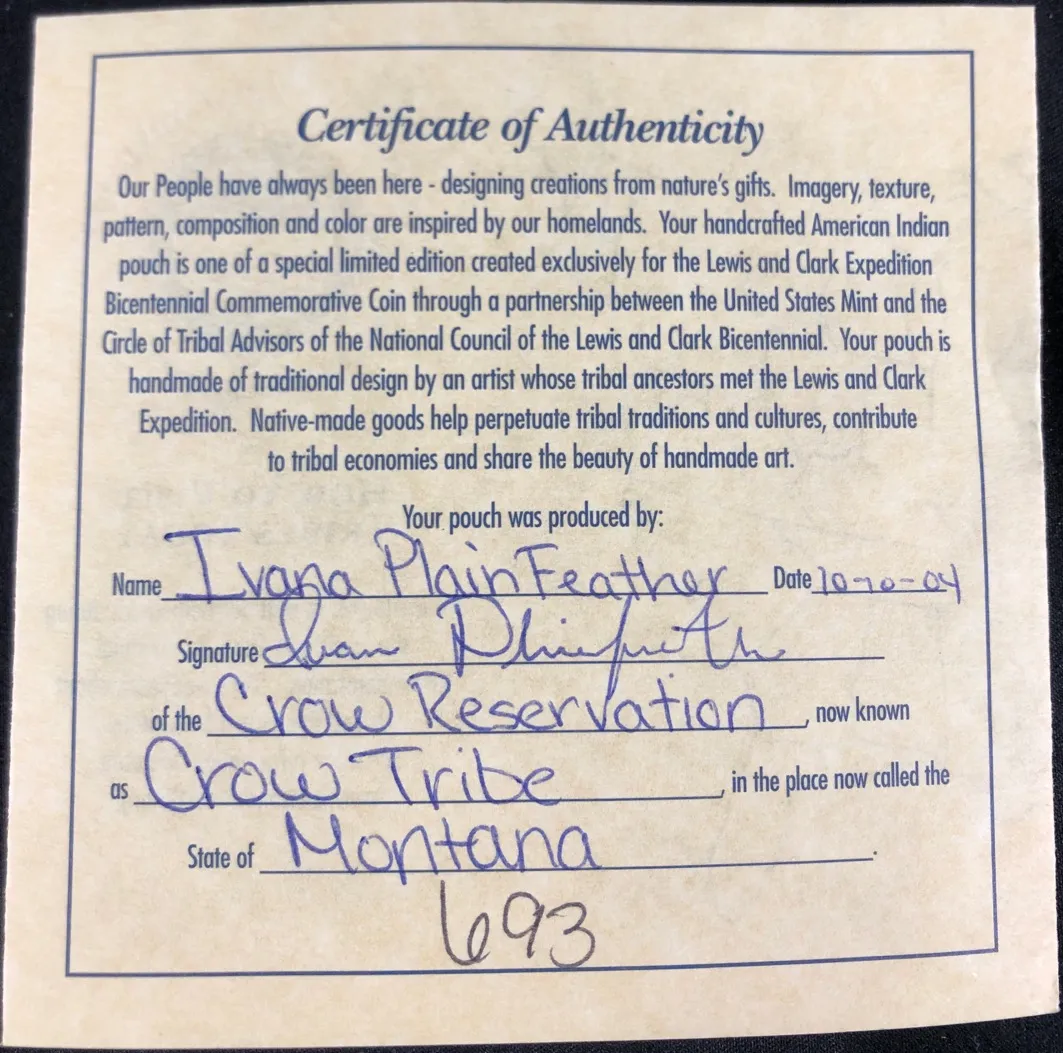 Certificate of Authenticity
Our People have always been here - designing creations from nature's gifts. Imagery, texture,
pattern, composition and color are inspired by our homelands. Your handcrafted American Indian
pouch is one of a special limited edition created exclusively for the Lewis and Clark Expedition
Bicentennial Commemorative Coin through a partnership between the United States Mint and the
Circle of Tribal Advisors of the National Council of the Lewis and Clark Bicentennial. Your pouch is
handmade of traditional design by an artist whose tribal ancestors met the Lewis and Clark
Expedition. Native-made goods help perpetuate tribal traditions and cultures, contribute
to tribal economies and share the beauty of handmade art.
Your pouch was produced by:
Name Ivana PlainFeather Date 10-10-04
Signature
of the Crow Reservation, now known
as Crow Tribe, in the place now called the
State of Montana.
693